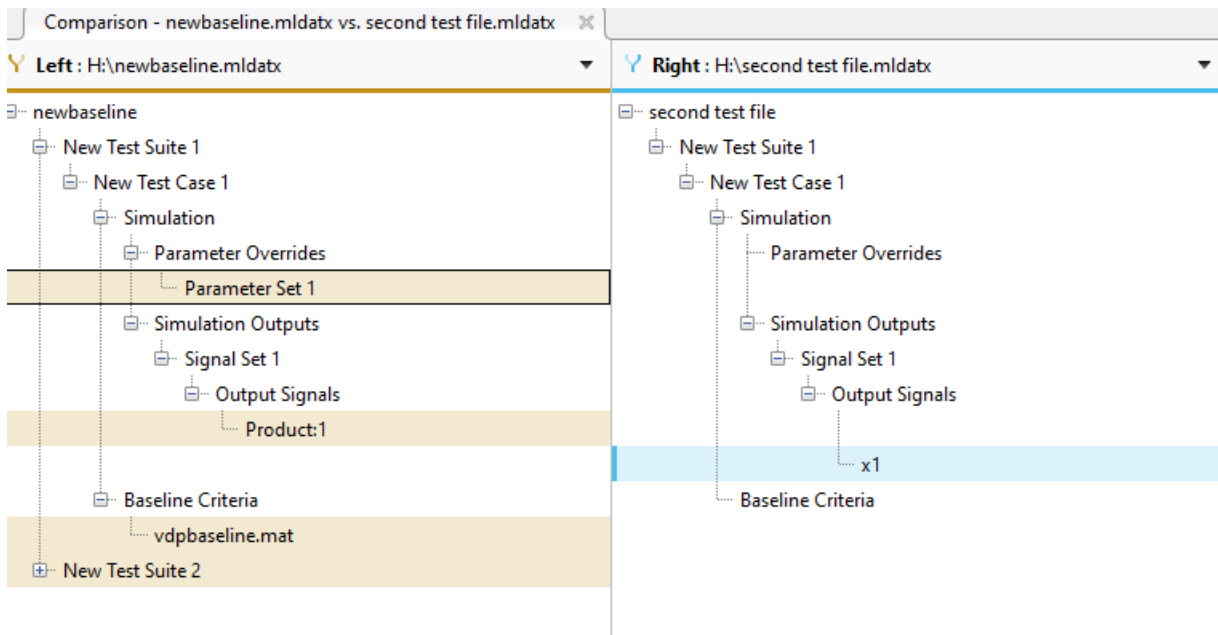 Comparison - newbaseline.mldatx vs. second test file.mldatx
Left : H:\newbaseline.mldatx
newbaseline
New Test Suite 1
New Test Case 1
Simulation
Parameter Overrides
Parameter Set 1
Simulation Outputs
Signal Set 1
Output Signals
Product:1
Baseline Criteria
vdpbaseline.mat
New Test Suite 2
Right : H:\second test file.mldatx
second test file
New Test Suite 1
New Test Case 1
Simulation
Parameter Overrides
Simulation Outputs
Signal Set 1
Output Signals
x1
Baseline Criteria